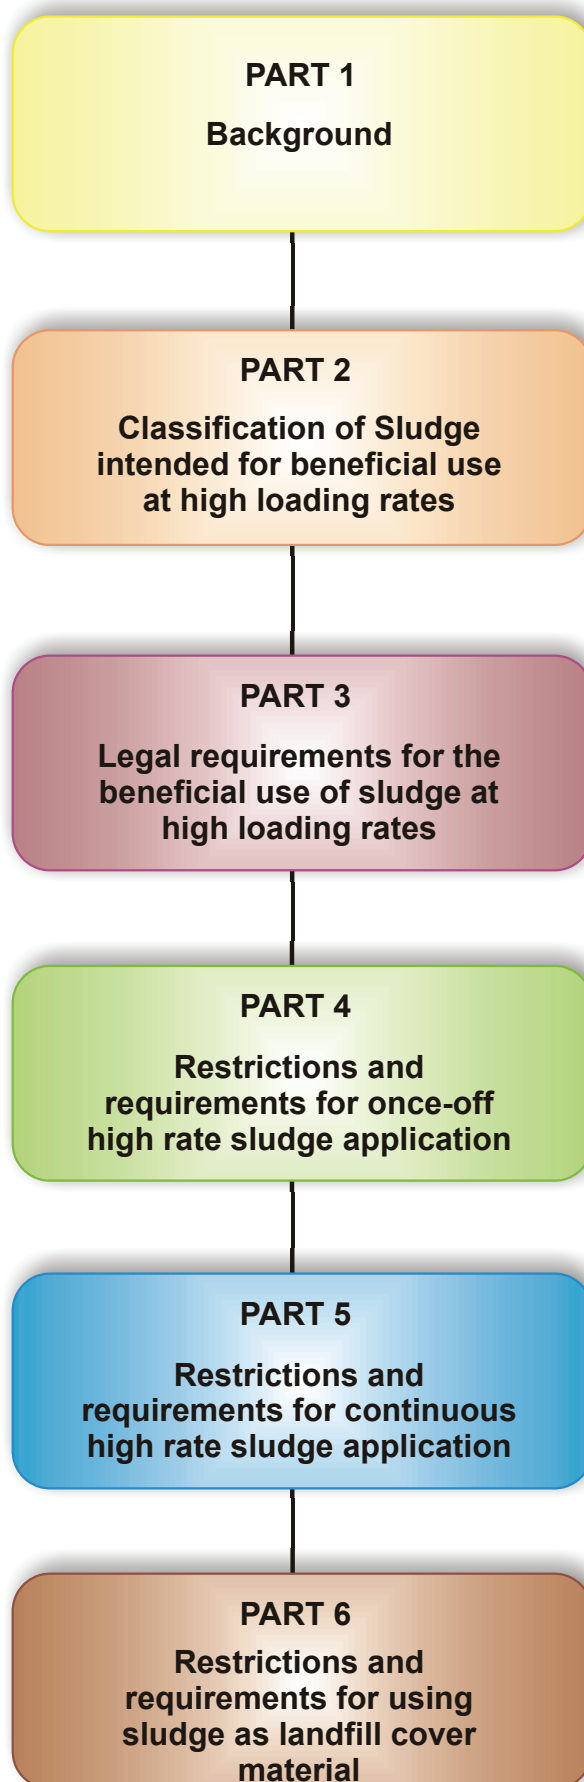 PART 1
Background
PART 2
Classification of Sludge
intended for beneficial use
at high loading rates
PART 3
Legal requirements for the
beneficial use of sludge at
high loading rates
PART 4
Restrictions and
requirements for once-off
high rate sludge application
PART 5
Restrictions and
requirements for continuous
high rate sludge application
PART 6
Restrictions and
requirements for using
sludge as landfill cover
material